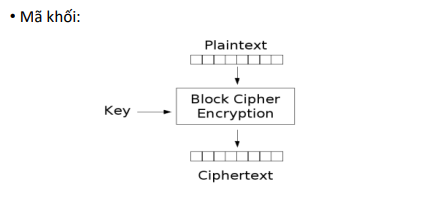 • Mã khối:
Plaintext
Key
Block Cipher
Encryption
Ciphertext